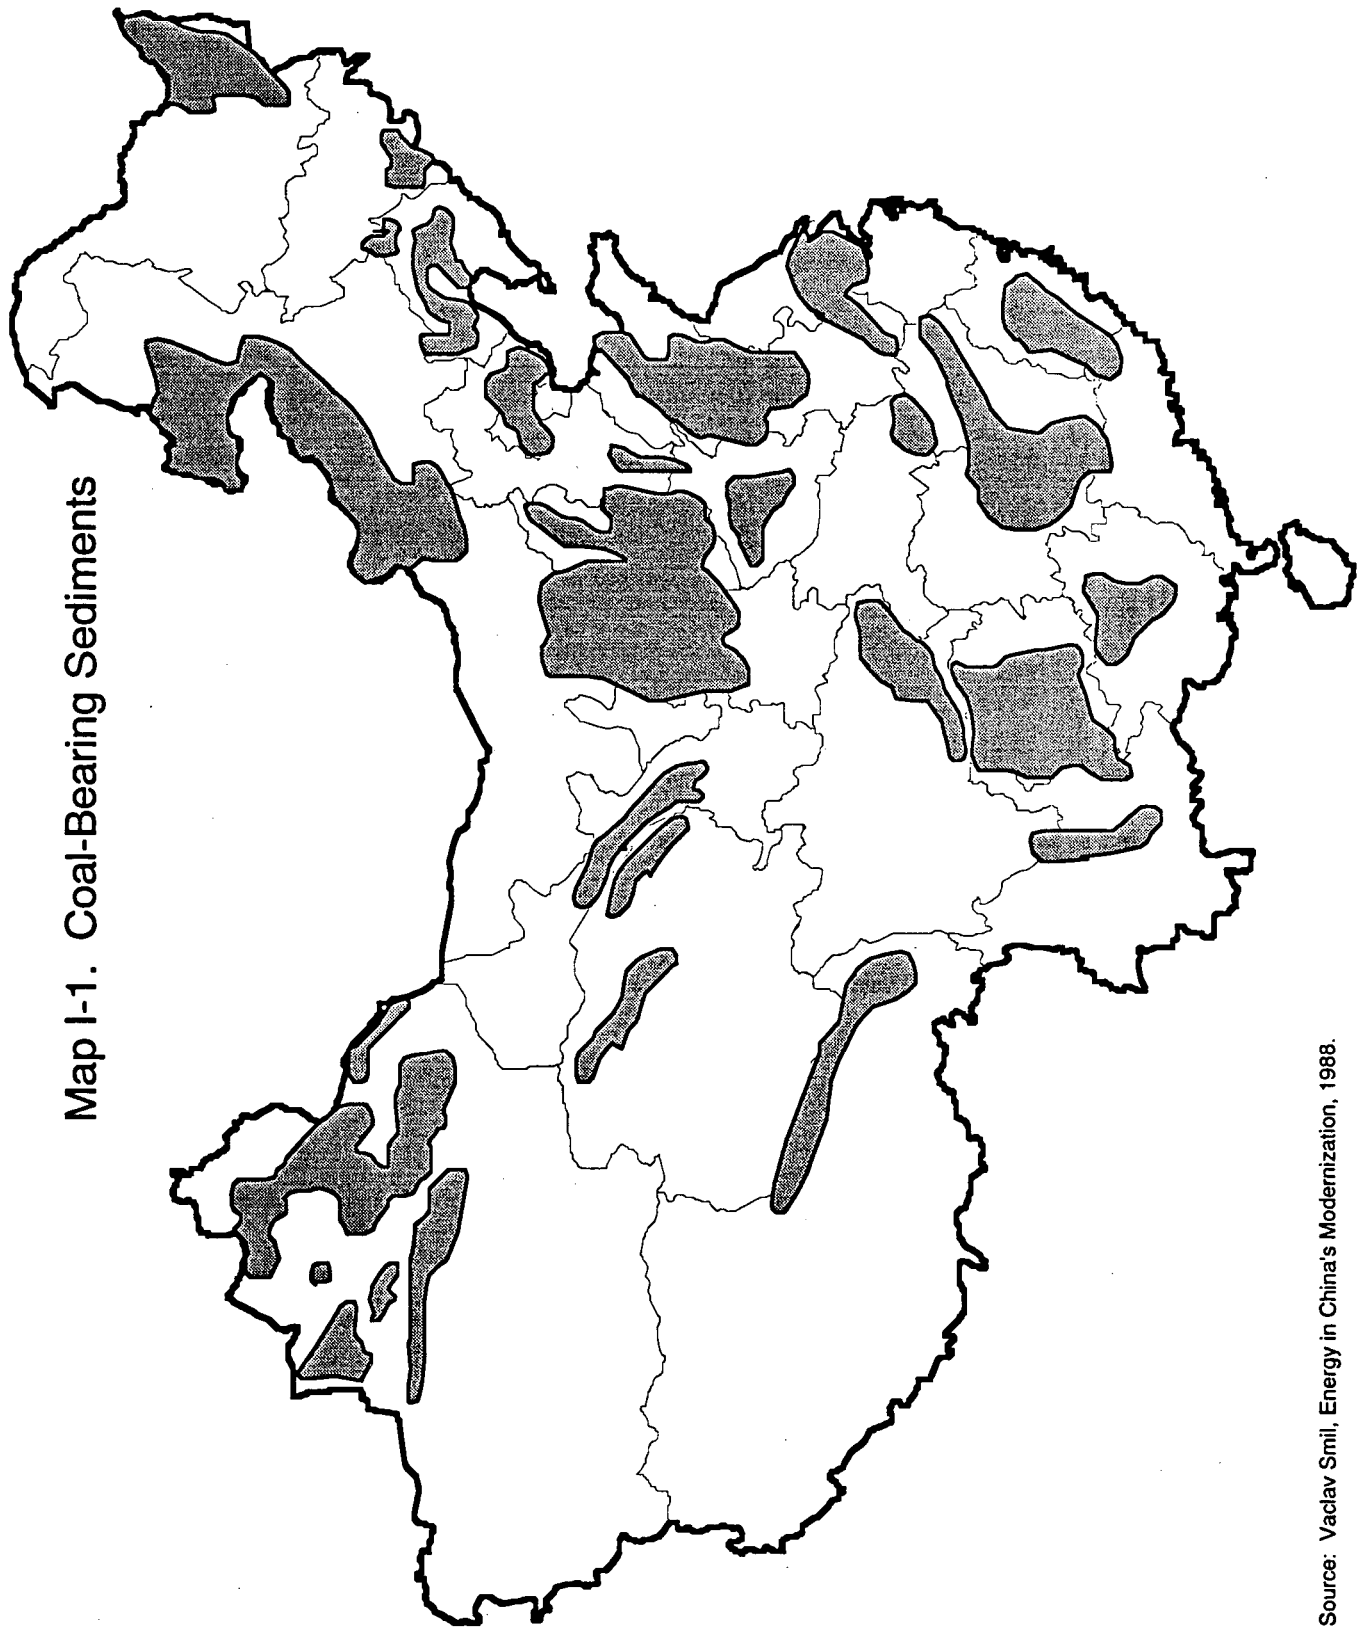 Map I-1. Coal-Bearing Sediments
Source: Vaclav Smil, Energy in China's Modernization, 1988.